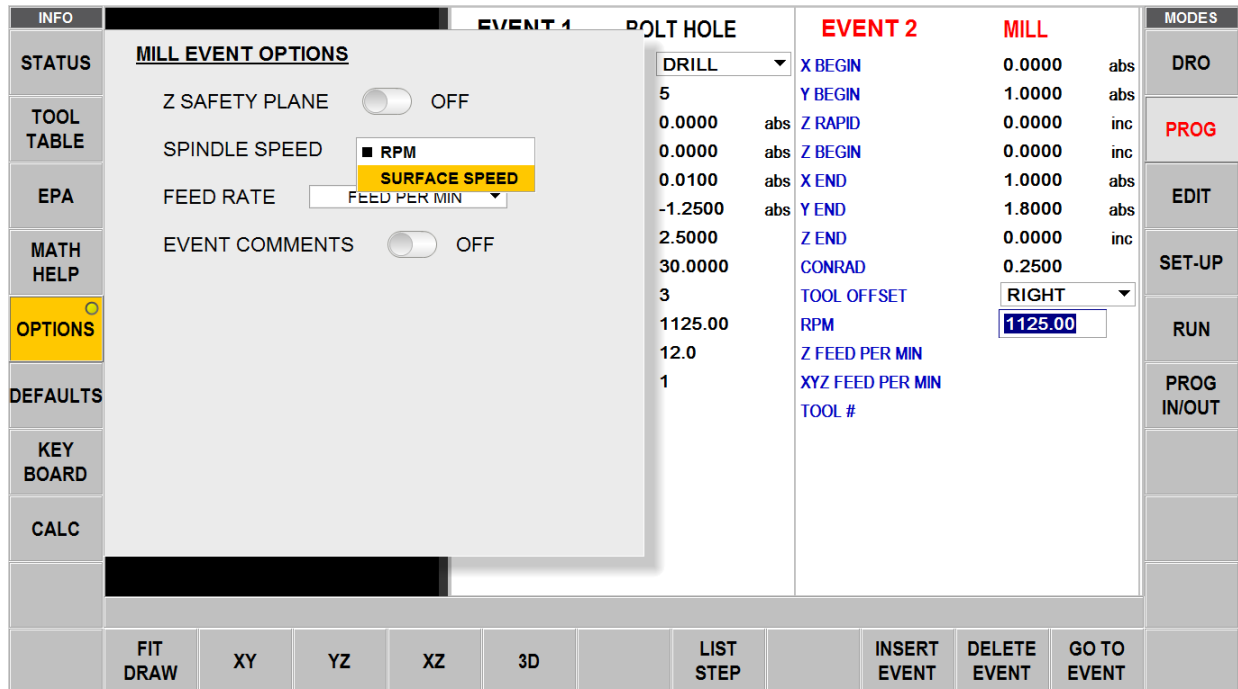 INFO
STATUS
TOOL
TABLE
EPA
MATH
HELP
OPTIONS
DEFAULTS
KEY
BOARD
CALC
MILL EVENT OPTIONS
Z SAFETY PLANE OFF
SPINDLE SPEED
RPM
SURFACE SPEED
FEED RATE FEED PER MIN
EVENT COMMENTS OFF
EVENT 1 BOLT HOLE
DRILL
5
0.0000 abs
0.0000 abs
0.0100 abs
-1.2500 abs
2.5000
30.0000
3
1125.00
12.0
1
EVENT 2 MILL
X BEGIN 0.0000 abs
Y BEGIN 1.0000 abs
Z RAPID 0.0000 inc
Z BEGIN 0.0000 inc
X END 1.0000 abs
Y END 1.8000 abs
Z END 0.0000 inc
CONRAD 0.2500
TOOL OFFSET RIGHT
RPM 1125.00
Z FEED PER MIN
XYZ FEED PER MIN
TOOL #
MODES
DRO
PROG
EDIT
SET-UP
RUN
PROG
IN/OUT
FIT
DRAW
XY
YZ
XZ
3D
LIST
STEP
INSERT
EVENT
DELETE
EVENT
GO TO
EVENT